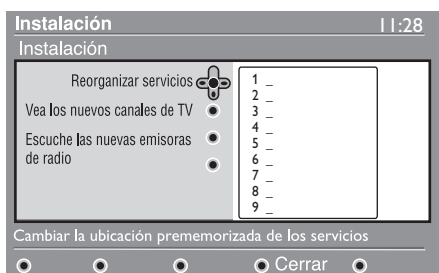 Instalación 11:28
Instalación
Reorganizar servicios
Vea los nuevos canales de TV
Escuche las nuevas emisoras
de radio
1 _
2 _
3 _
4 _
5 _
6 _
7 _
8 _
9 _
Cambiar la ubicación prememorizada de los servicios
Cerrar